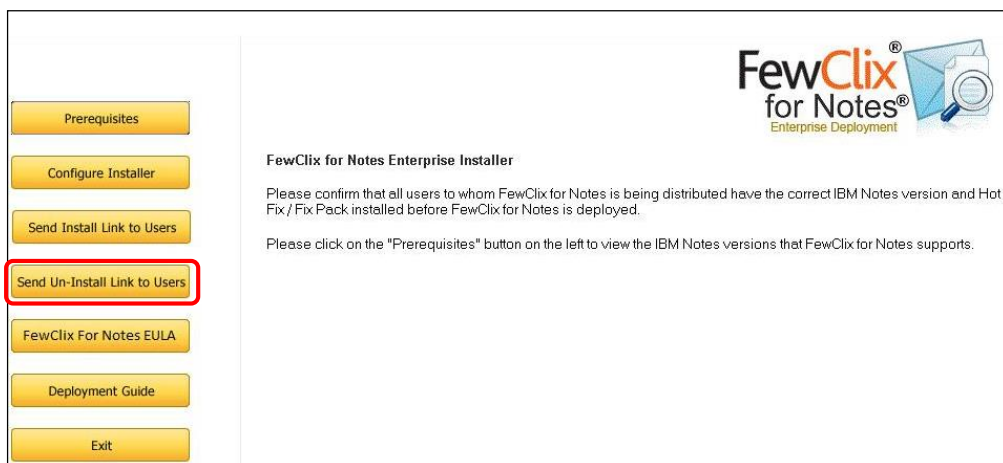 FewClix®
for Notes®
Enterprise Deployment
Prerequisites
Configure Installer
Send Install Link to Users
Send Un-Install Link to Users
FewClix For Notes EULA
Deployment Guide
Exit
FewClix for Notes Enterprise Installer
Please confirm that all users to whom FewClix for Notes is being distributed have the correct IBM Notes version and Hot
Fix / Fix Pack installed before FewClix for Notes is deployed.
Please click on the "Prerequisites" button on the left to view the IBM Notes versions that FewClix for Notes supports.